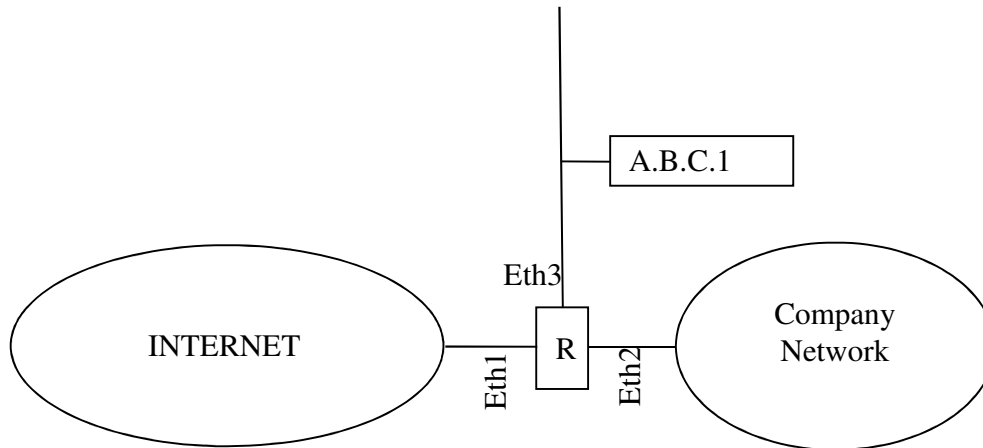 A.B.C.1
Eth3
INTERNET
Eth1
R
Eth2
Company
Network